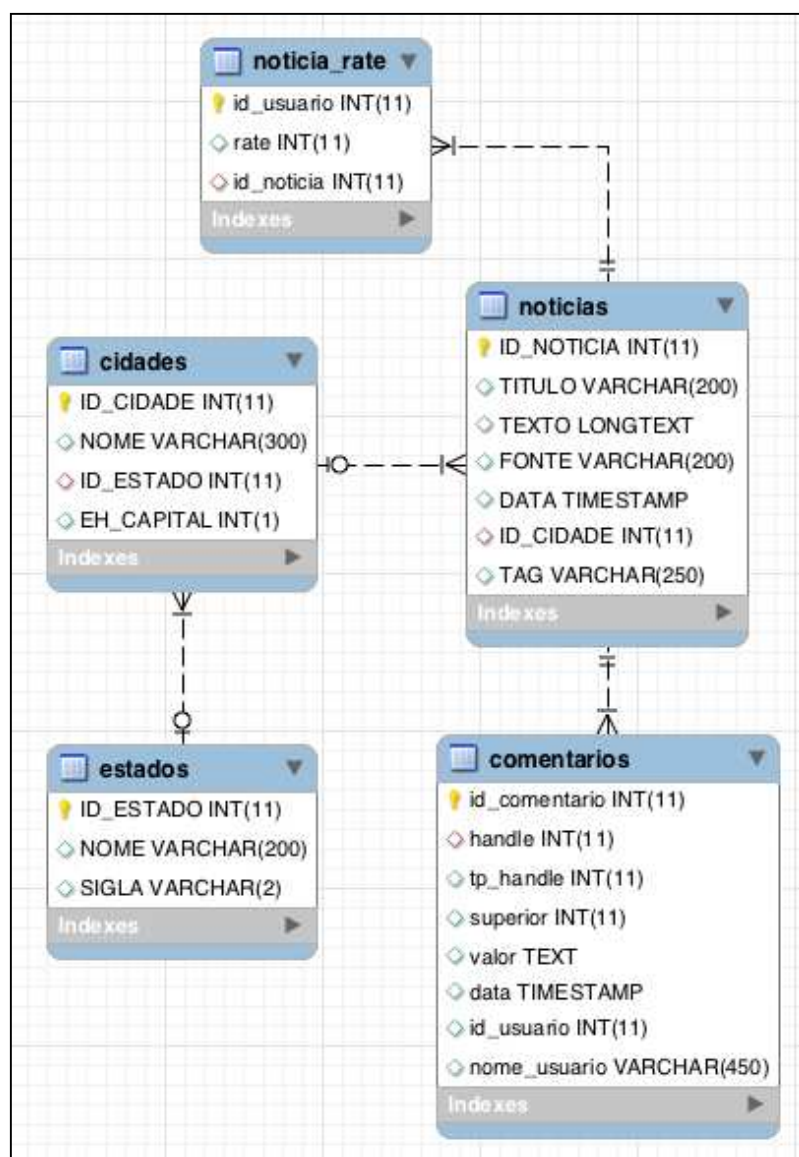 noticia_rate
id_usuario INT(11)
rate INT(11)
id_noticia INT(11)
Indexes
noticias
ID_NOTICIA INT(11)
TITULO VARCHAR(200)
TEXTO LONGTEXT
FONTE VARCHAR(200)
DATA TIMESTAMP
ID_CIDADE INT(11)
TAG VARCHAR(250)
Indexes
cidades
ID_CIDADE INT(11)
NOME VARCHAR(300)
ID_ESTADO INT(11)
EH_CAPITAL INT(1)
Indexes
estados
ID_ESTADO INT(11)
NOME VARCHAR(200)
SIGLA VARCHAR(2)
Indexes
comentarios
id_comentario INT(11)
handle INT(11)
tp_handle INT(11)
superior INT(11)
valor TEXT
data TIMESTAMP
id_usuario INT(11)
nome_usuario VARCHAR(450)
Indexes